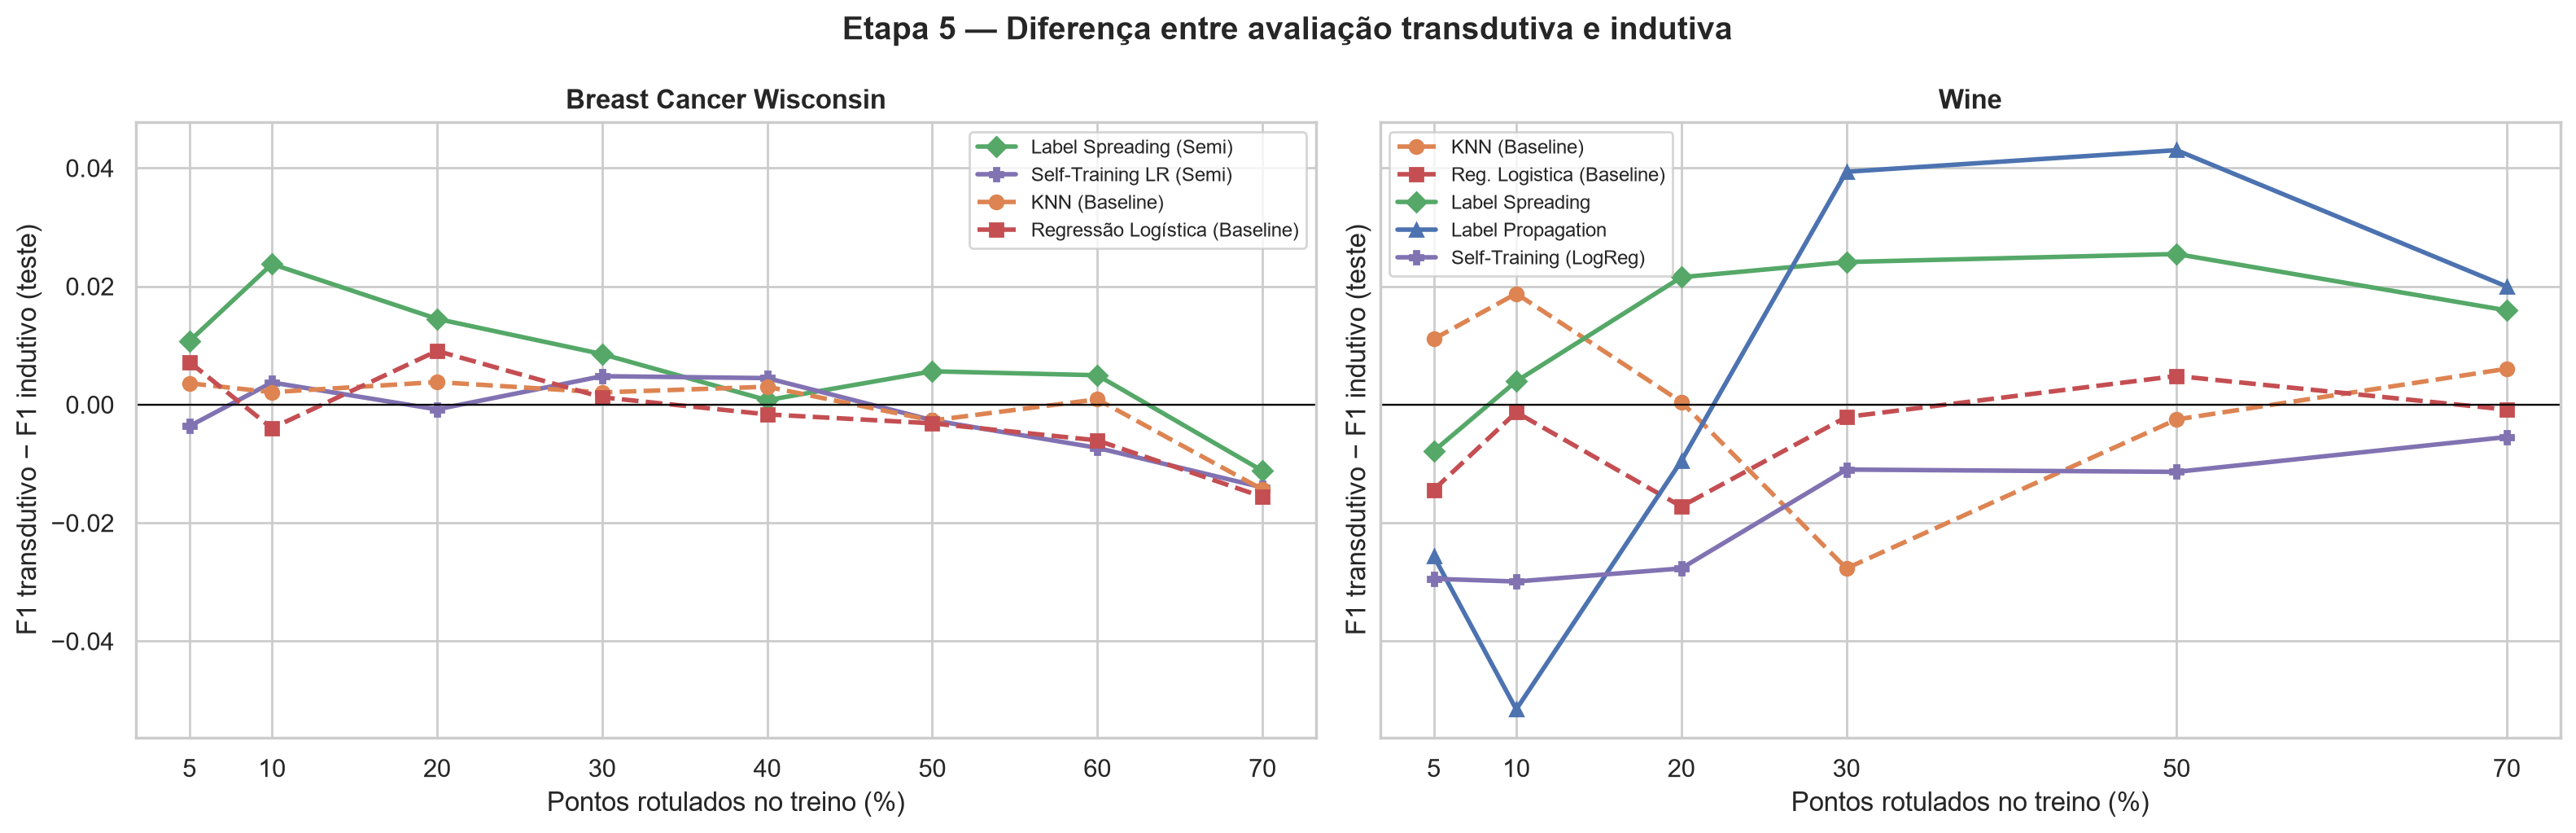 Etapa 5 — Diferença entre avaliação transdutiva e indutiva
Breast Cancer Wisconsin
F1 transdutivo − F1 indutivo (teste)
0.04
0.02
0.00
−0.02
−0.04
Label Spreading (Semi)
Self-Training LR (Semi)
KNN (Baseline)
Regressão Logística (Baseline)
5 10 20 30 40 50 60 70
Pontos rotulados no treino (%)
Wine
F1 transdutivo − F1 indutivo (teste)
KNN (Baseline)
Reg. Logistica (Baseline)
Label Spreading
Label Propagation
Self-Training (LogReg)
5 10 20 30 50 70
Pontos rotulados no treino (%)